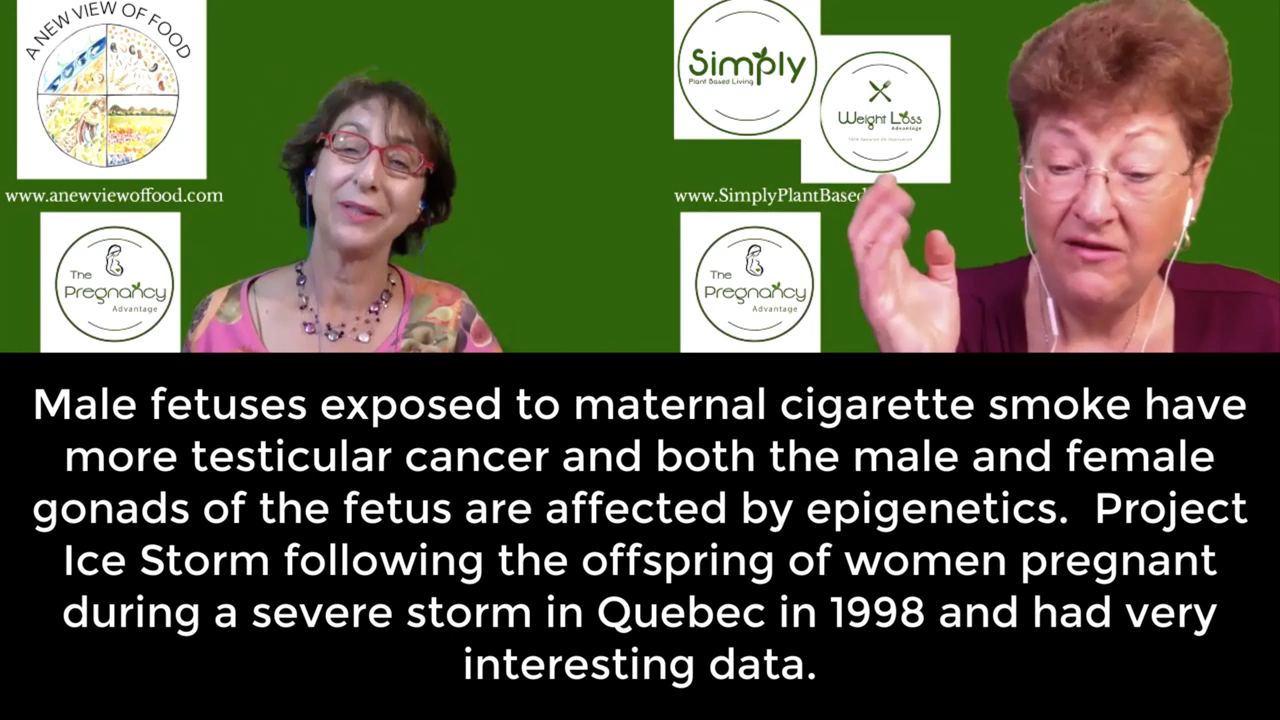 A NEW VIEW OF FOOD
www.anewviewoffood.com
The
Pregnancy
Advantage
Simply
Plant Based Living
Weight Loss
Advantage
www.SimplyPlantBased
The
Pregnancy
Advantage
Male fetuses exposed to maternal cigarette smoke have
more testicular cancer and both the male and female
gonads of the fetus are affected by epigenetics.  Project
Ice Storm following the offspring of women pregnant
during a severe storm in Quebec in 1998 and had very
interesting data.